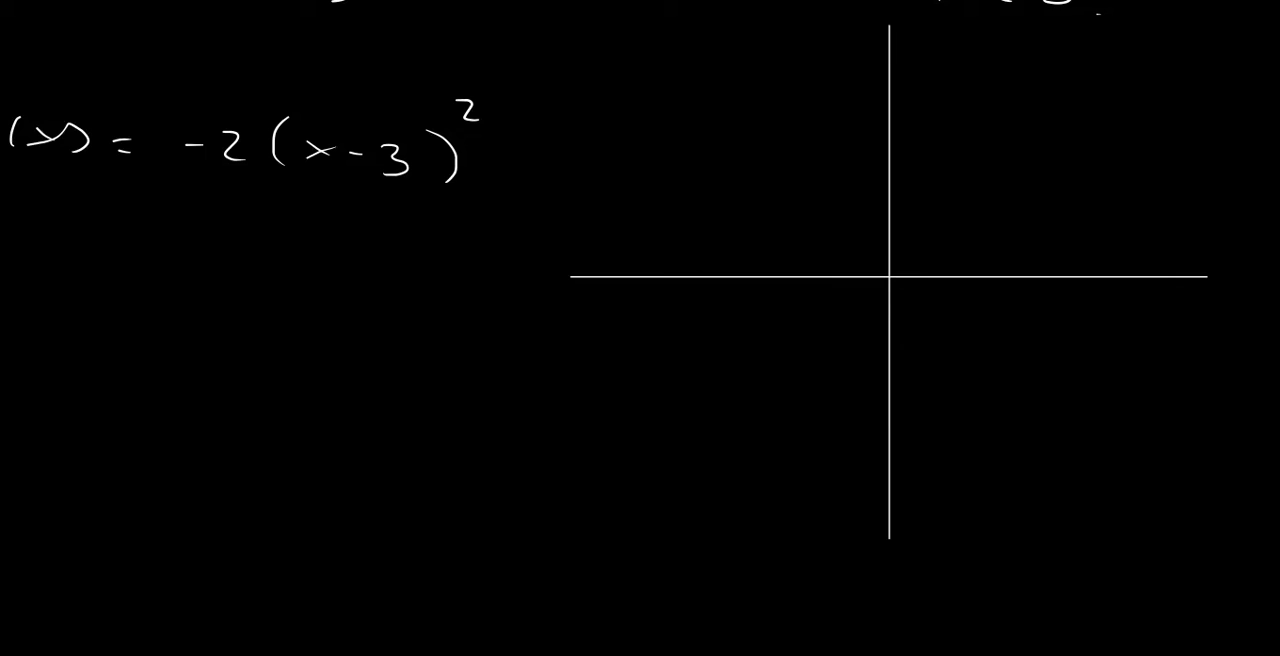 (x) = -2(x-3)²